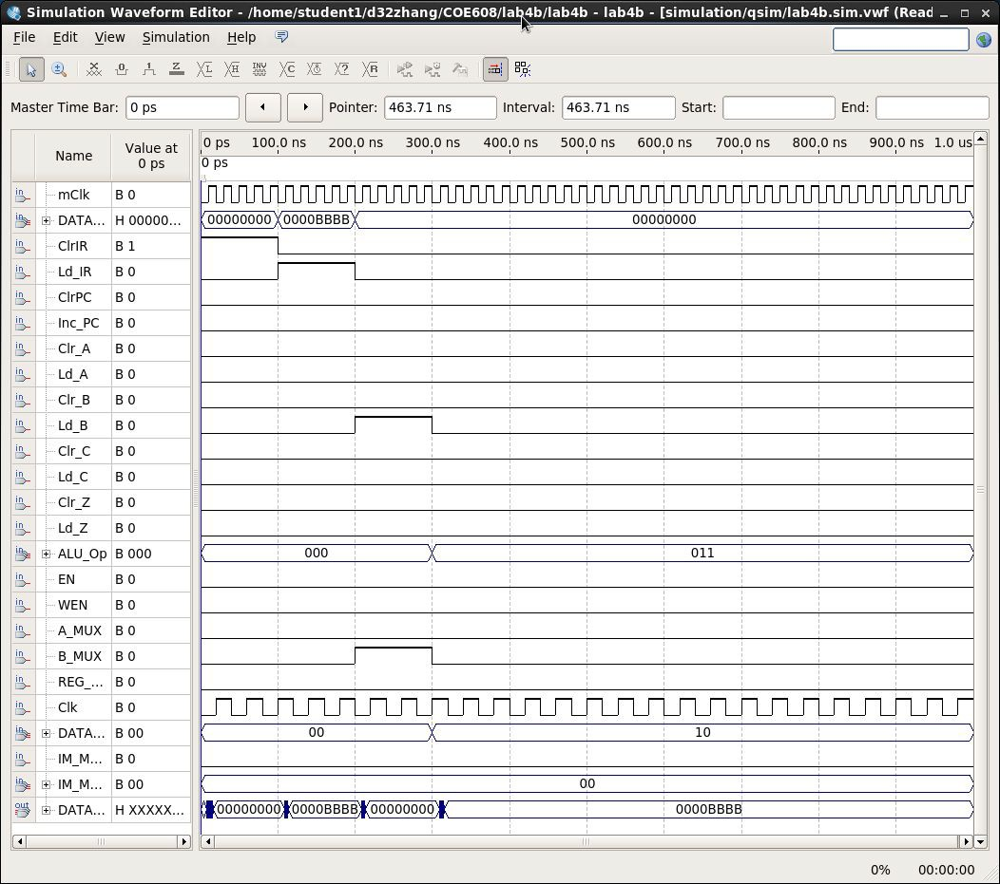 Simulation Waveform Editor - /home/student1/d32zhang/COE608/lab4b/lab4b - lab4b - [simulation/qsim/lab4b.sim.vwf (Read
File Edit View Simulation Help
Master Time Bar: 0 ps Pointer: 463.71 ns Interval: 463.71 ns Start: End:
Name Value at 0 ps 0 ps 100.0 ns 200.0 ns 300.0 ns 400.0 ns 500.0 ns 600.0 ns 700.0 ns 800.0 ns 900.0 ns 1.0 us
0 ps
mClk B 0
DATA... H 00000... 00000000 0000BBBB 00000000
ClrIR B 1
Ld_IR B 0
ClrPC B 0
Inc_PC B 0
Clr_A B 0
Ld_A B 0
Clr_B B 0
Ld_B B 0
Clr_C B 0
Ld_C B 0
Clr_Z B 0
Ld_Z B 0
ALU_Op B 000 000 011
EN B 0
WEN B 0
A_MUX B 0
B_MUX B 0
REG_... B 0
Clk B 0
DATA... B 00 00 10
IM_M... B 0
IM_M... B 00 00
DATA... H XXXXX... 00000000 0000BBBB 00000000 0000BBBB
0% 00:00:00